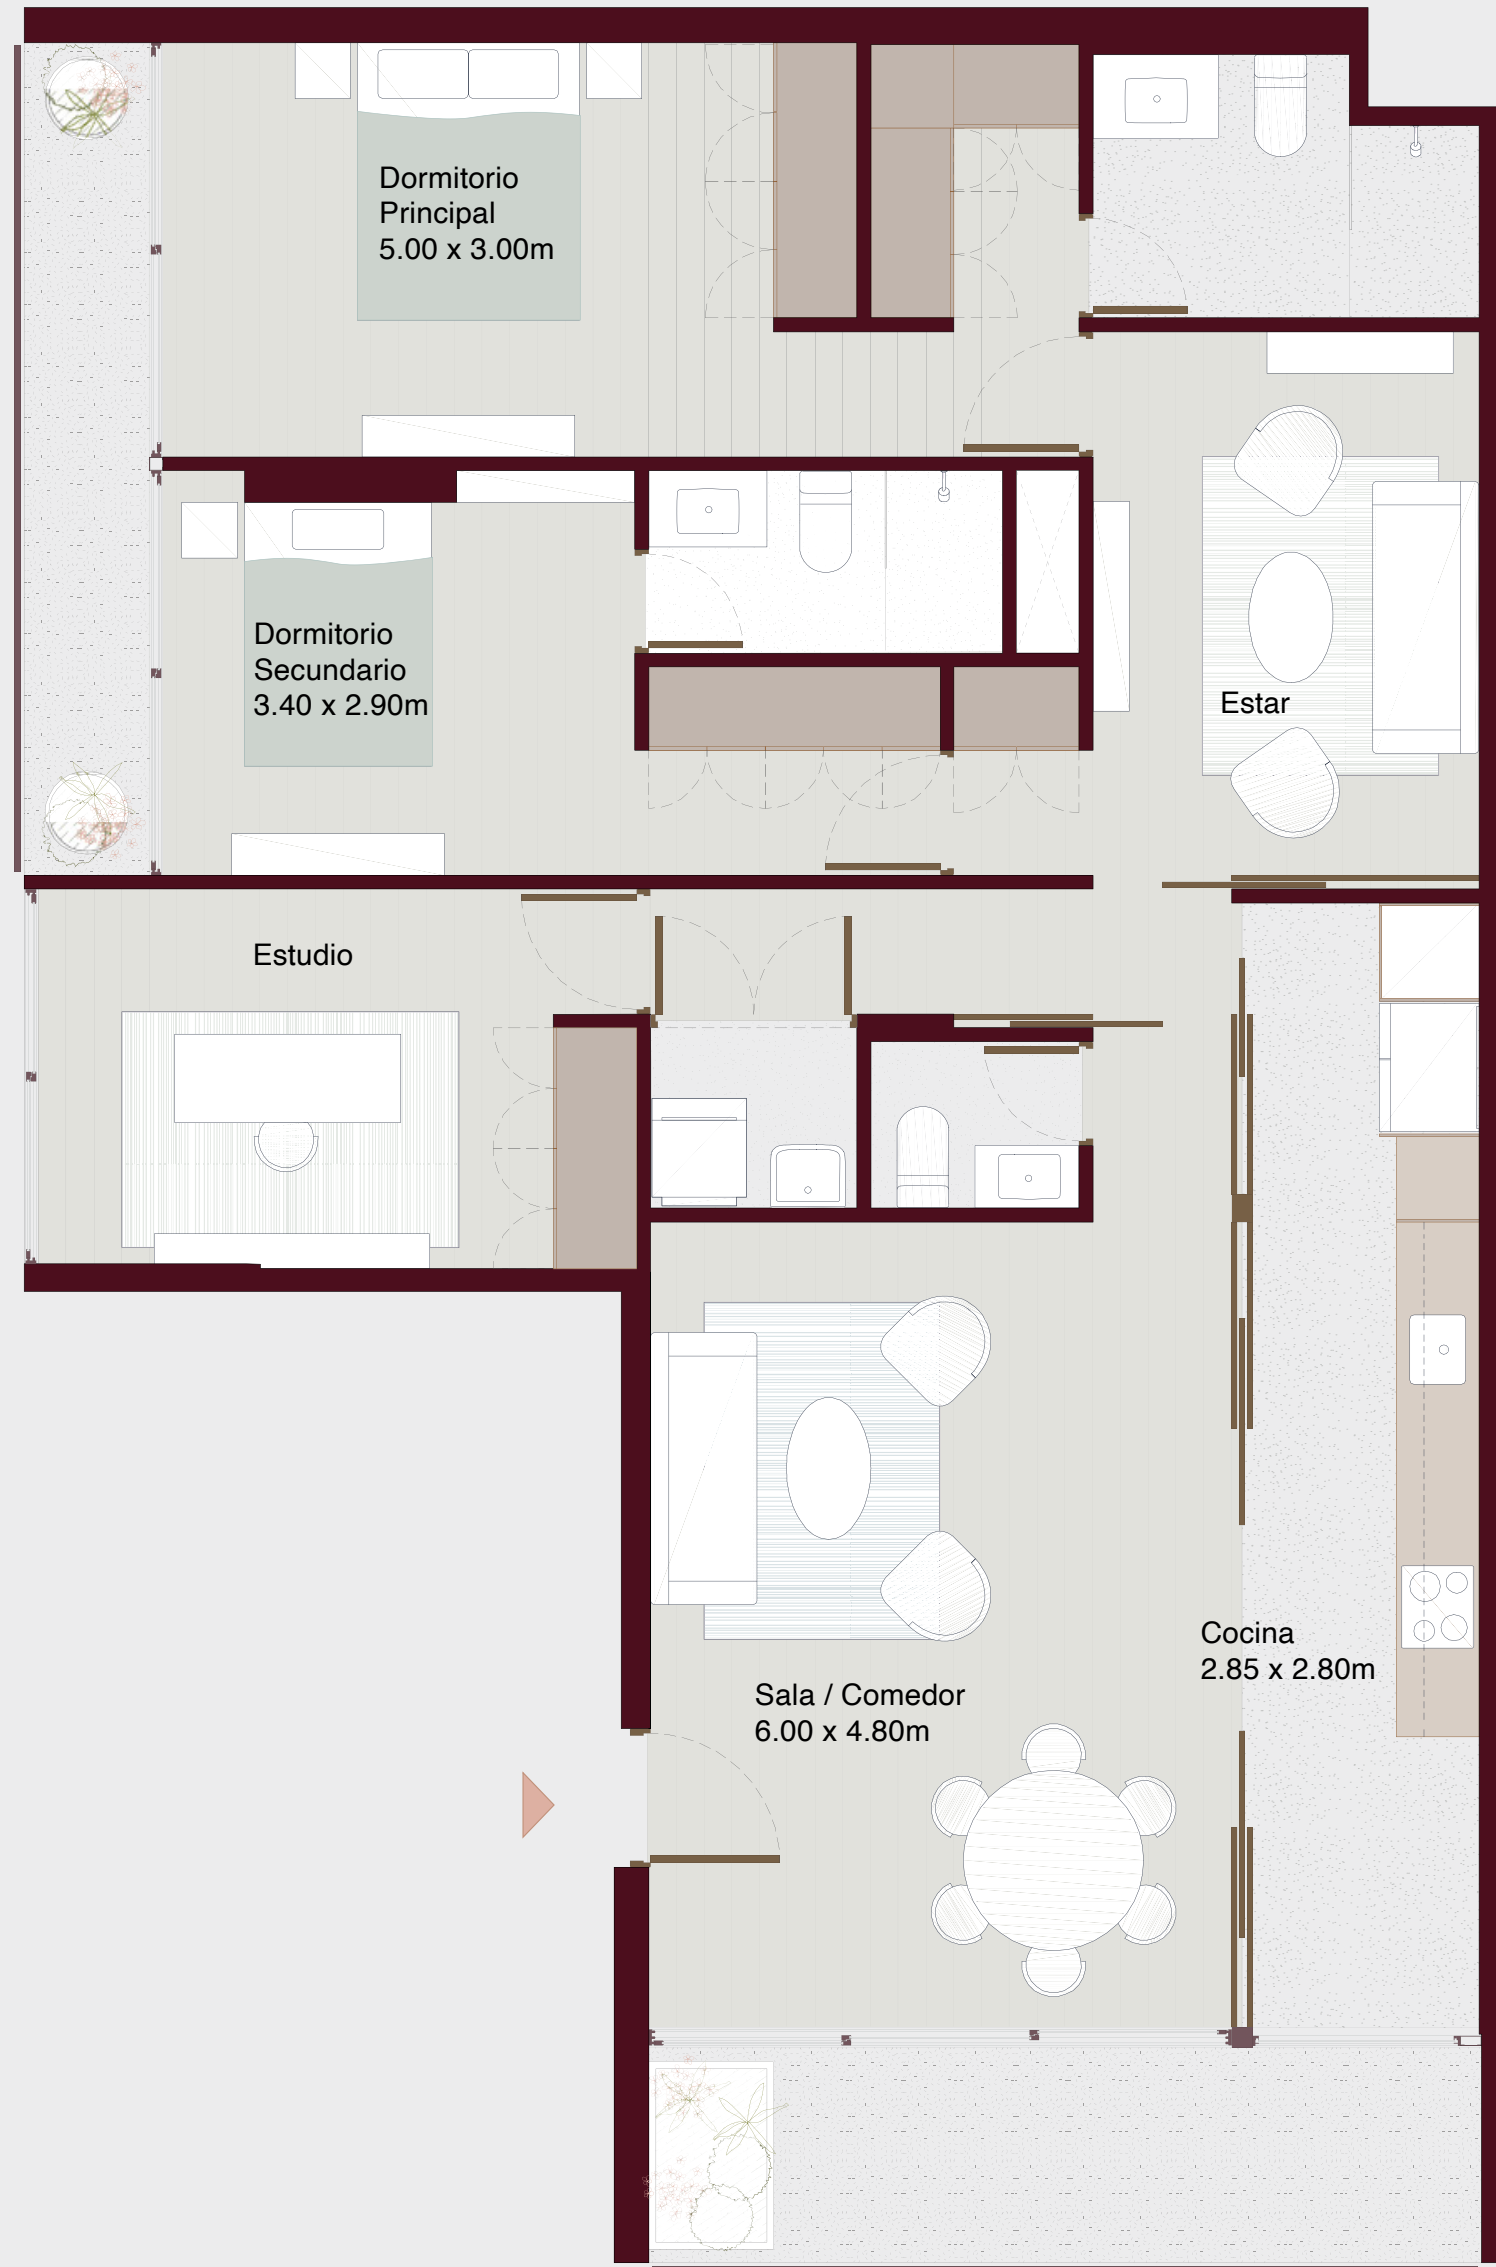 Dormitorio
Principal
5.00 x 3.00m
Dormitorio
Secundario
3.40 x 2.90m
Estar
Estudio
Cocina
2.85 x 2.80m
Sala / Comedor
6.00 x 4.80m